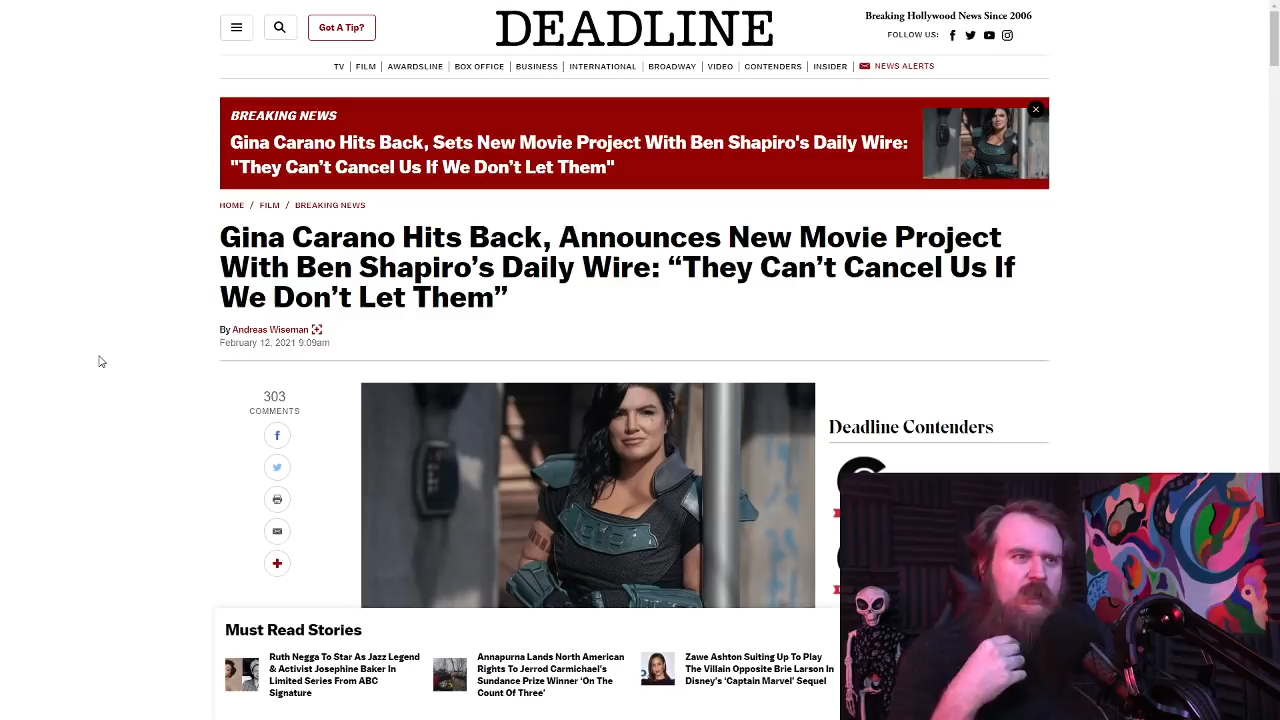 Got A Tip?
DEADLINE
Breaking Hollywood News Since 2006
FOLLOW US:
TV | FILM | AWARDSLINE | BOX OFFICE | BUSINESS | INTERNATIONAL | BROADWAY | VIDEO | CONTENDERS | INSIDER | NEWS ALERTS
BREAKING NEWS
Gina Carano Hits Back, Sets New Movie Project With Ben Shapiro's Daily Wire:
"They Can’t Cancel Us If We Don’t Let Them"
HOME / FILM / BREAKING NEWS
Gina Carano Hits Back, Announces New Movie Project
With Ben Shapiro’s Daily Wire: “They Can’t Cancel Us If
We Don’t Let Them”
By Andreas Wiseman
February 12, 2021 9:09am
303
COMMENTS
Deadline Contenders
Must Read Stories
Ruth Negga To Star As Jazz Legend
& Activist Josephine Baker In
Limited Series From ABC
Signature
Annapurna Lands North American
Rights To Jerrod Carmichael’s
Sundance Prize Winner ‘On The
Count Of Three’
Zawe Ashton Suiting Up To Play
The Villain Opposite Brie Larson In
Disney’s ‘Captain Marvel’ Sequel